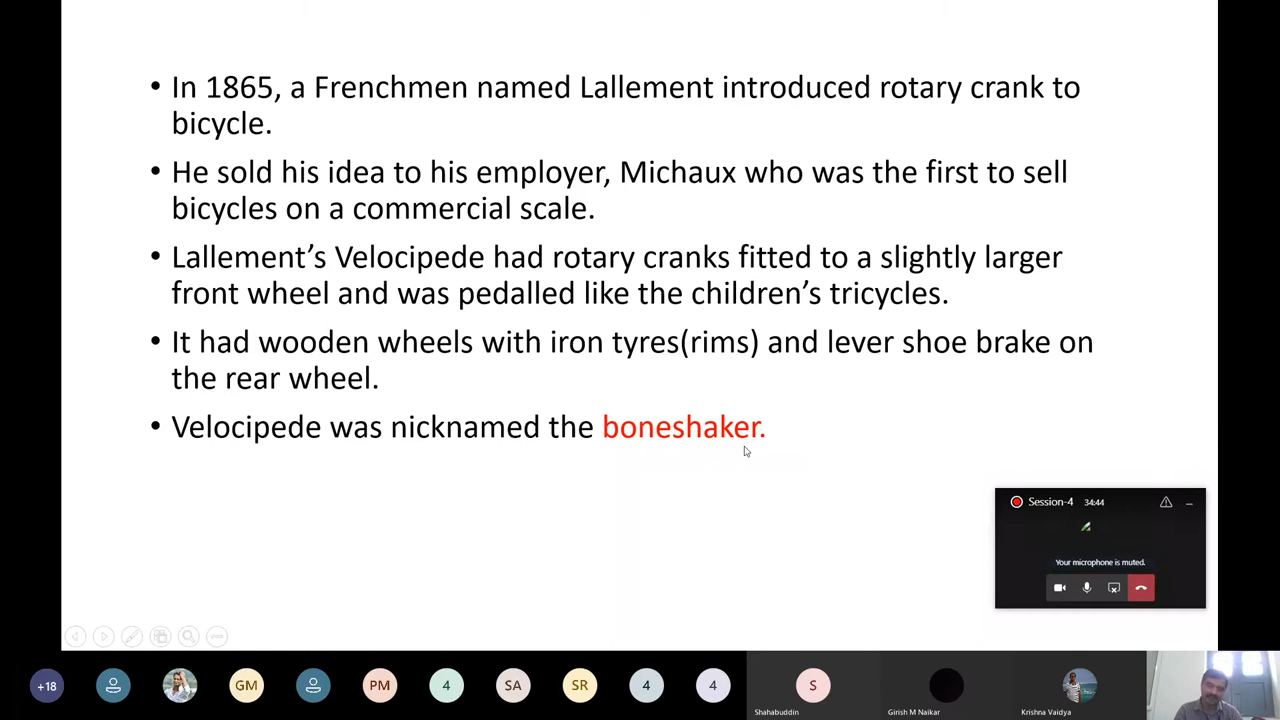 • In 1865, a Frenchmen named Lallement introduced rotary crank to
bicycle.
• He sold his idea to his employer, Michaux who was the first to sell
bicycles on a commercial scale.
• Lallement’s Velocipede had rotary cranks fitted to a slightly larger
front wheel and was pedalled like the children’s tricycles.
• It had wooden wheels with iron tyres(rims) and lever shoe brake on
the rear wheel.
• Velocipede was nicknamed the boneshaker.
Session-4 34:44
Your microphone is muted.
+18 GM PM 4 SA SR 4 4 S
Shahabuddin Girish M Naikar Krishna Vaidya